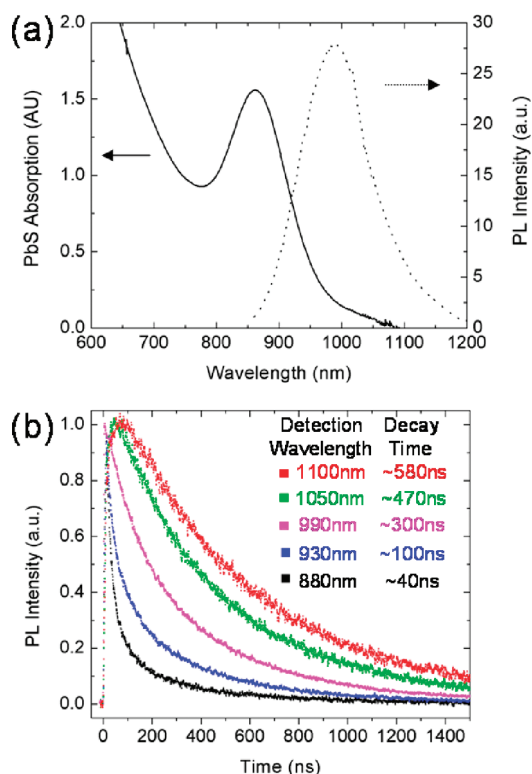 (a)
2.0
1.5
1.0
0.5
0.0
PbS Absorption (AU)
30
25
20
15
10
5
0
PL Intensity (a.u.)
600 700 800 900 1000 1100 1200
Wavelength (nm)
(b)
1.0
0.8
0.6
0.4
0.2
0.0
PL Intensity (a.u.)
Detection Decay
Wavelength Time
1100nm ~580ns
1050nm ~470ns
990nm ~300ns
930nm ~100ns
880nm ~40ns
0 200 400 600 800 1000 1200 1400
Time (ns)